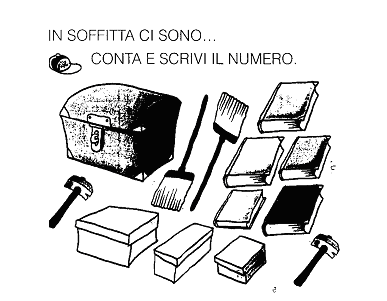 IN SOFFITTA CI SONO...
CONTA E SCRIVI IL NUMERO.